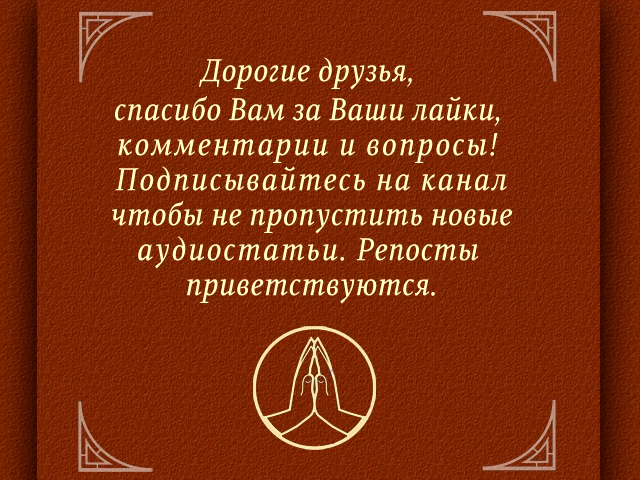 Дорогие друзья,
спасибо Вам за Ваши лайки,
комментарии и вопросы!
Подписывайтесь на канал
чтобы не пропустить новые
аудиостатьи. Репосты
приветствуются.